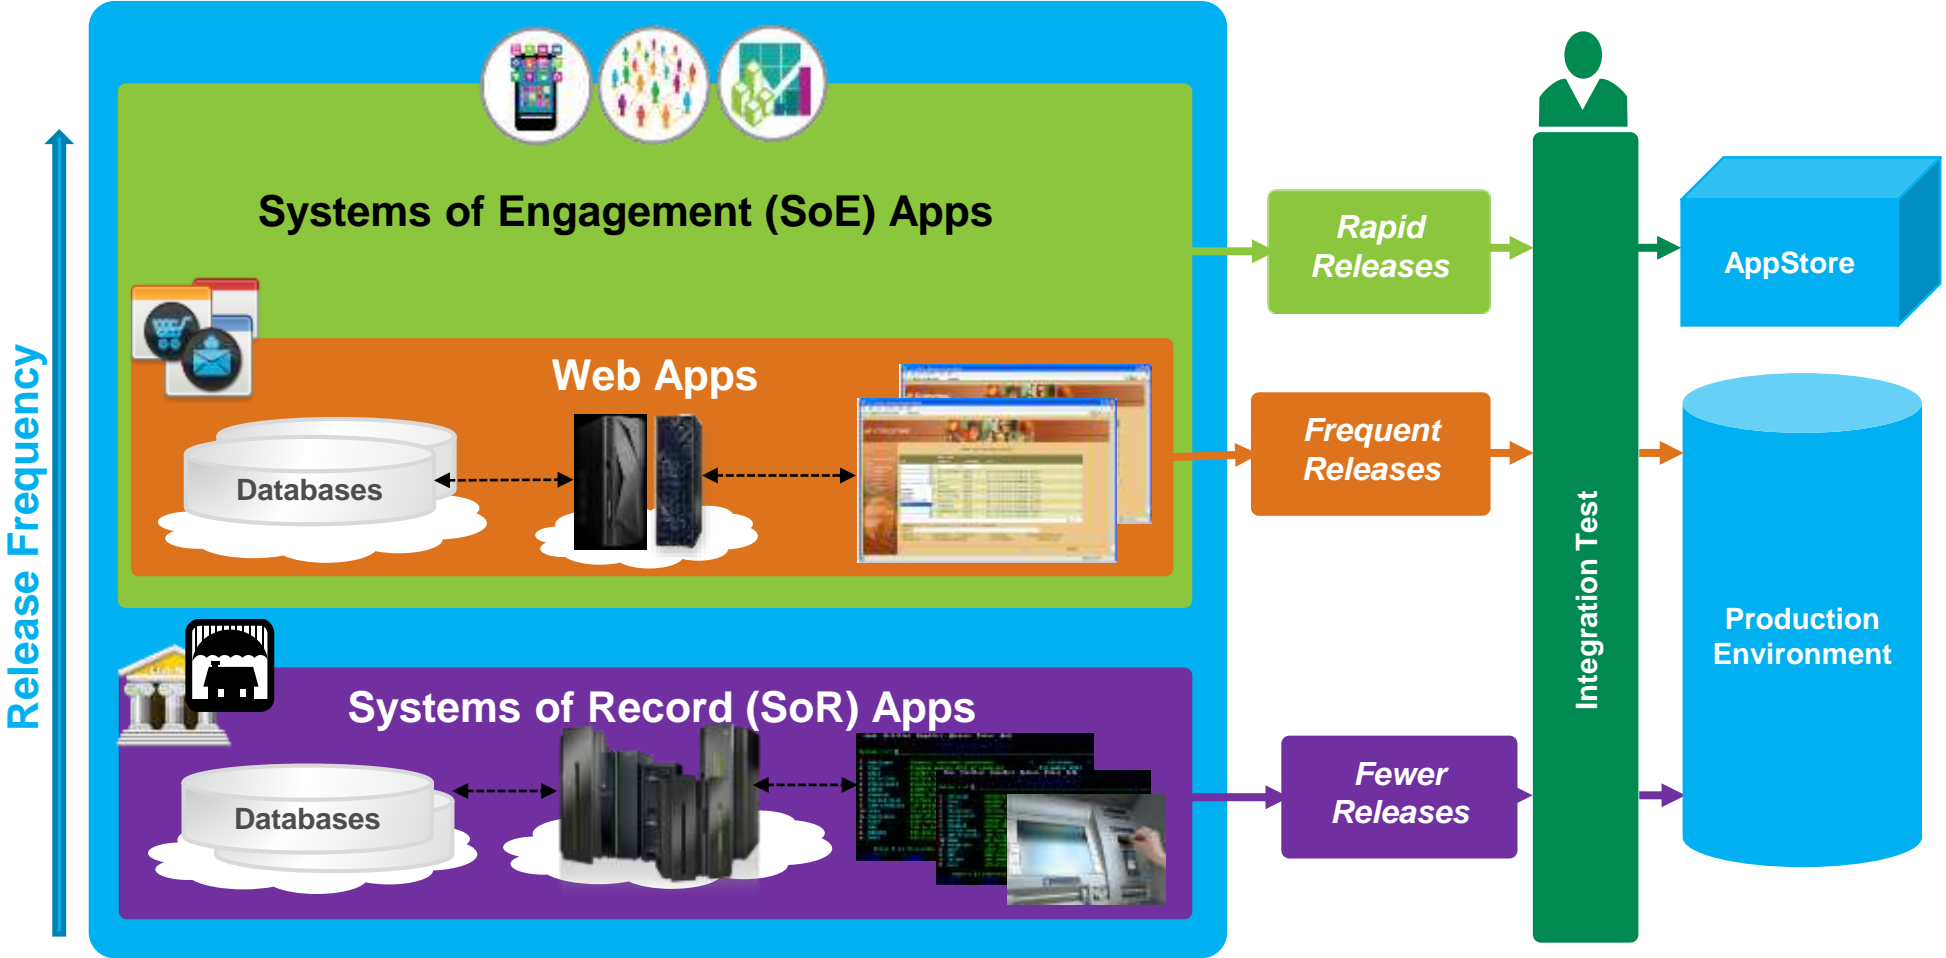 Release Frequency
Systems of Engagement (SoE) Apps
Web Apps
Databases
Systems of Record (SoR) Apps
Databases
Rapid
Releases
Frequent
Releases
Fewer
Releases
Integration Test
AppStore
Production
Environment